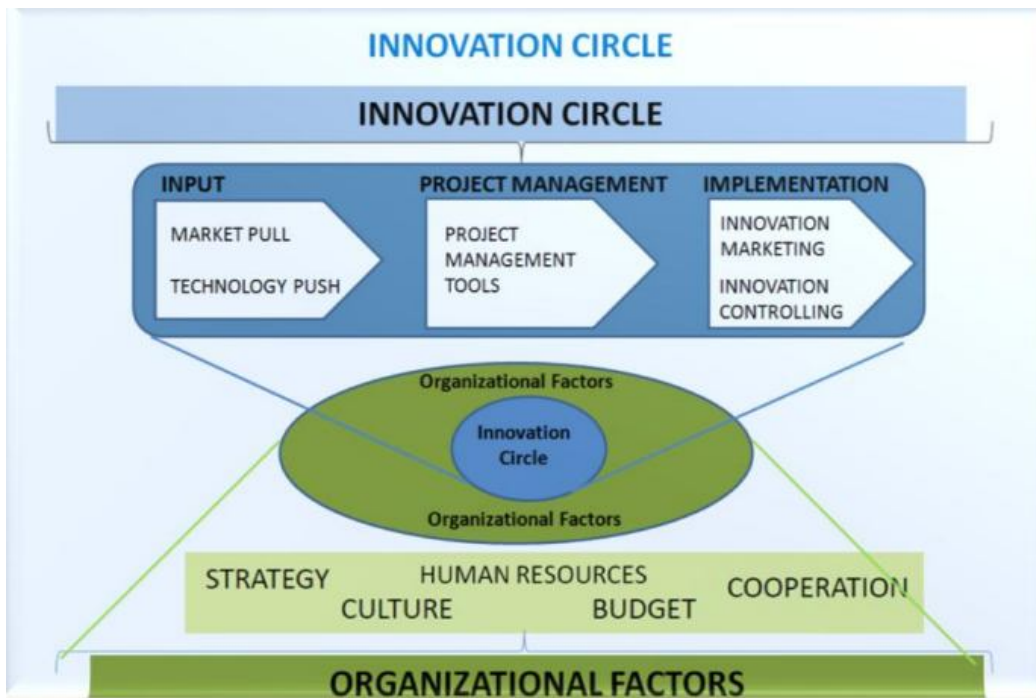 INNOVATION CIRCLE
INNOVATION CIRCLE
INPUT
MARKET PULL
TECHNOLOGY PUSH
PROJECT MANAGEMENT
PROJECT
MANAGEMENT
TOOLS
IMPLEMENTATION
INNOVATION
MARKETING
INNOVATION
CONTROLLING
Organizational Factors
Innovation
Circle
Organizational Factors
STRATEGY
HUMAN RESOURCES
COOPERATION
CULTURE
BUDGET
ORGANIZATIONAL FACTORS